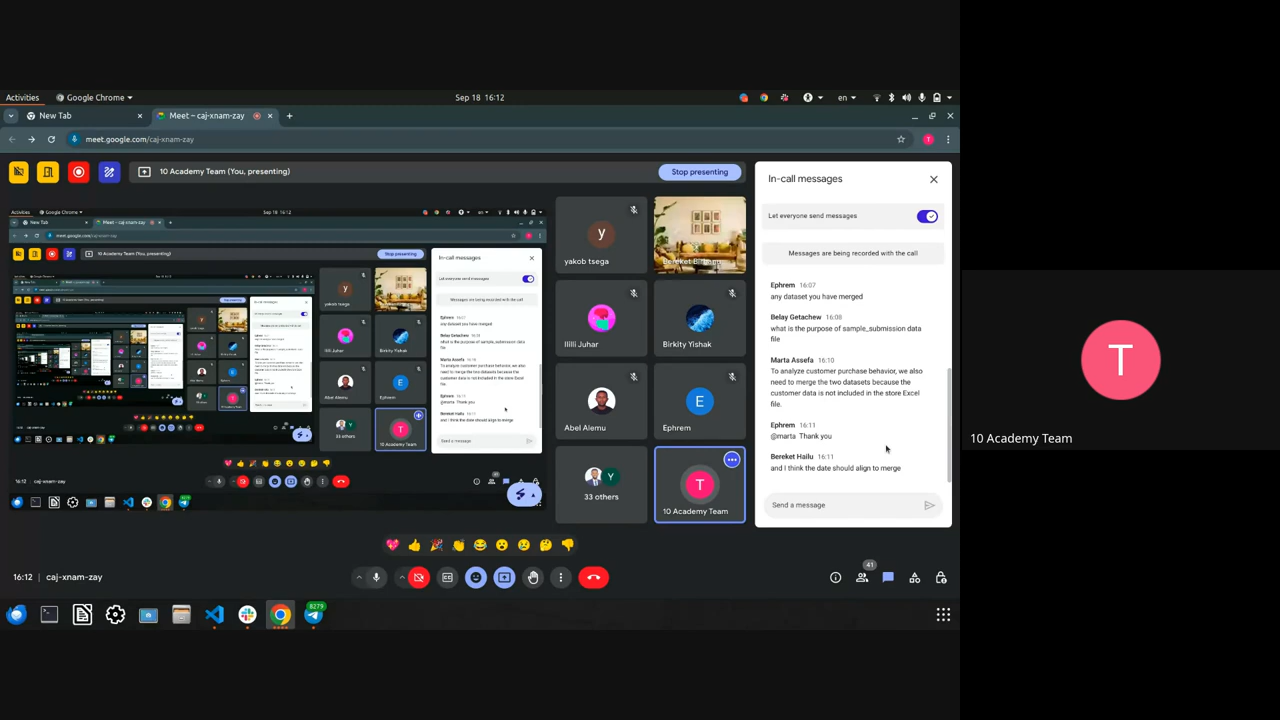 Activities
Google Chrome
Sep 18 16:12
en
New Tab
Meet – caj-xnam-zay
meet.google.com/caj-xnam-zay
T
10 Academy Team (You, presenting)
Stop presenting
In-call messages
Let everyone send messages
Messages are being recorded with the call
Ephrem 16:07
any dataset you have merged
Belay Getachew 16:08
what is the purpose of sample_submission data
file
Marta Assefa 16:10
To analyze customer purchase behavior, we also
need to merge the two datasets because the
customer data is not included in the store Excel
file.
Ephrem 16:11
@marta Thank you
Bereket Hailu 16:11
and I think the date should align to merge
Send a message
y
yakob tsega
Ililli Juhar
Birkity Yishak
Abel Alemu
E
Ephrem
Y
33 others
T
10 Academy Team
16:12
caj-xnam-zay
41
8279
T
10 Academy Team